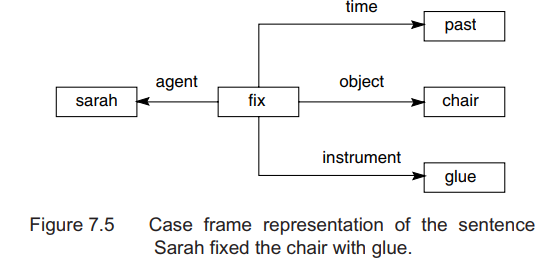 time
past
agent
object
sarah
fix
chair
instrument
glue
Figure 7.5 Case frame representation of the sentence
Sarah fixed the chair with glue.